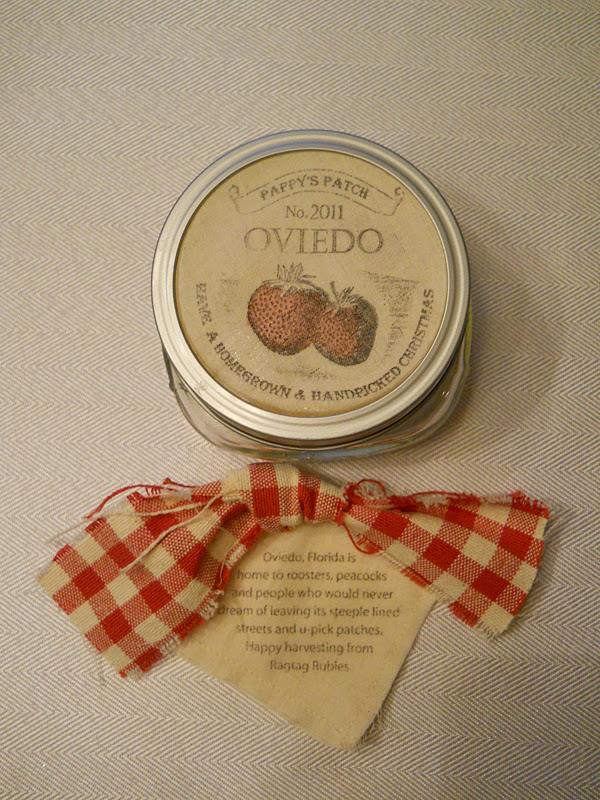 PAPPY'S PATCH
No. 2011
OVIEDO
HAVE A HOMEGROWN & HANDPICKED CHRISTMAS
Oviedo, Florida is
home to roosters, peacocks
and people who would never
dream of leaving its steeple lined
streets and u-pick patches.
Happy harvesting from
Ragtag Rubies